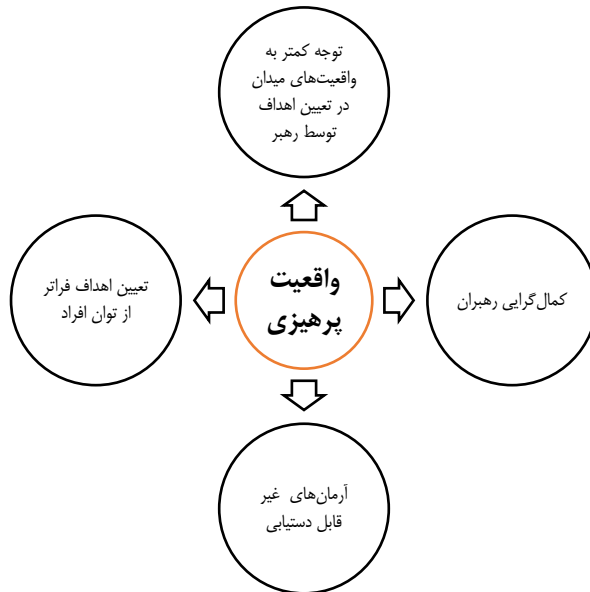 توجه کمتر به
واقعیت‌های میدان
در تعیین اهداف
توسط رهبر
کمال‌گرایی رهبران
واقعیت
پرهیزی
تعیین اهداف فراتر
از توان افراد
آرمان‌های غیر
قابل دستیابی